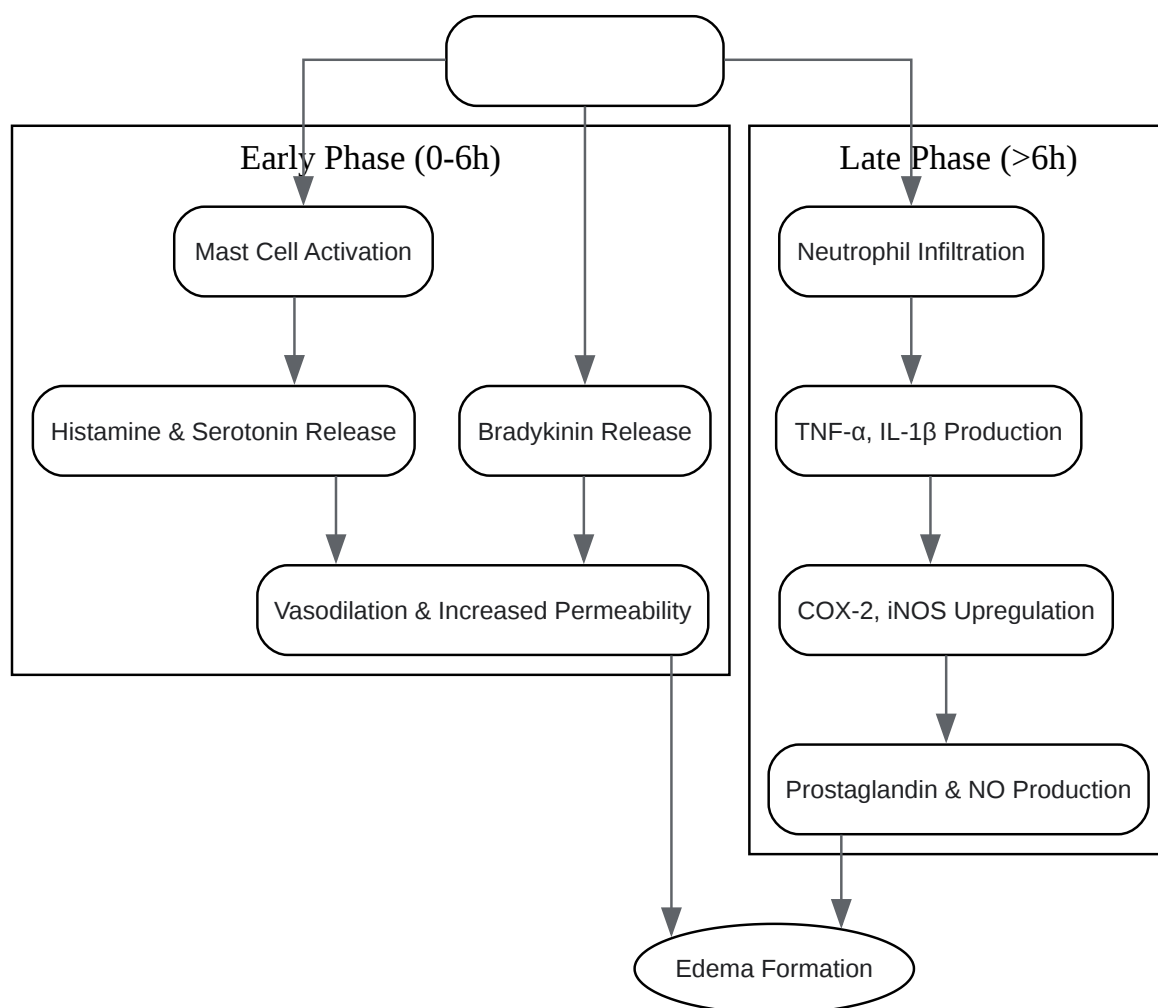 Early Phase (0-6h)
Late Phase (>6h)
Mast Cell Activation
Neutrophil Infiltration
Histamine & Serotonin Release
Bradykinin Release
TNF-α, IL-1β Production
Vasodilation & Increased Permeability
COX-2, iNOS Upregulation
Prostaglandin & NO Production
Edema Formation